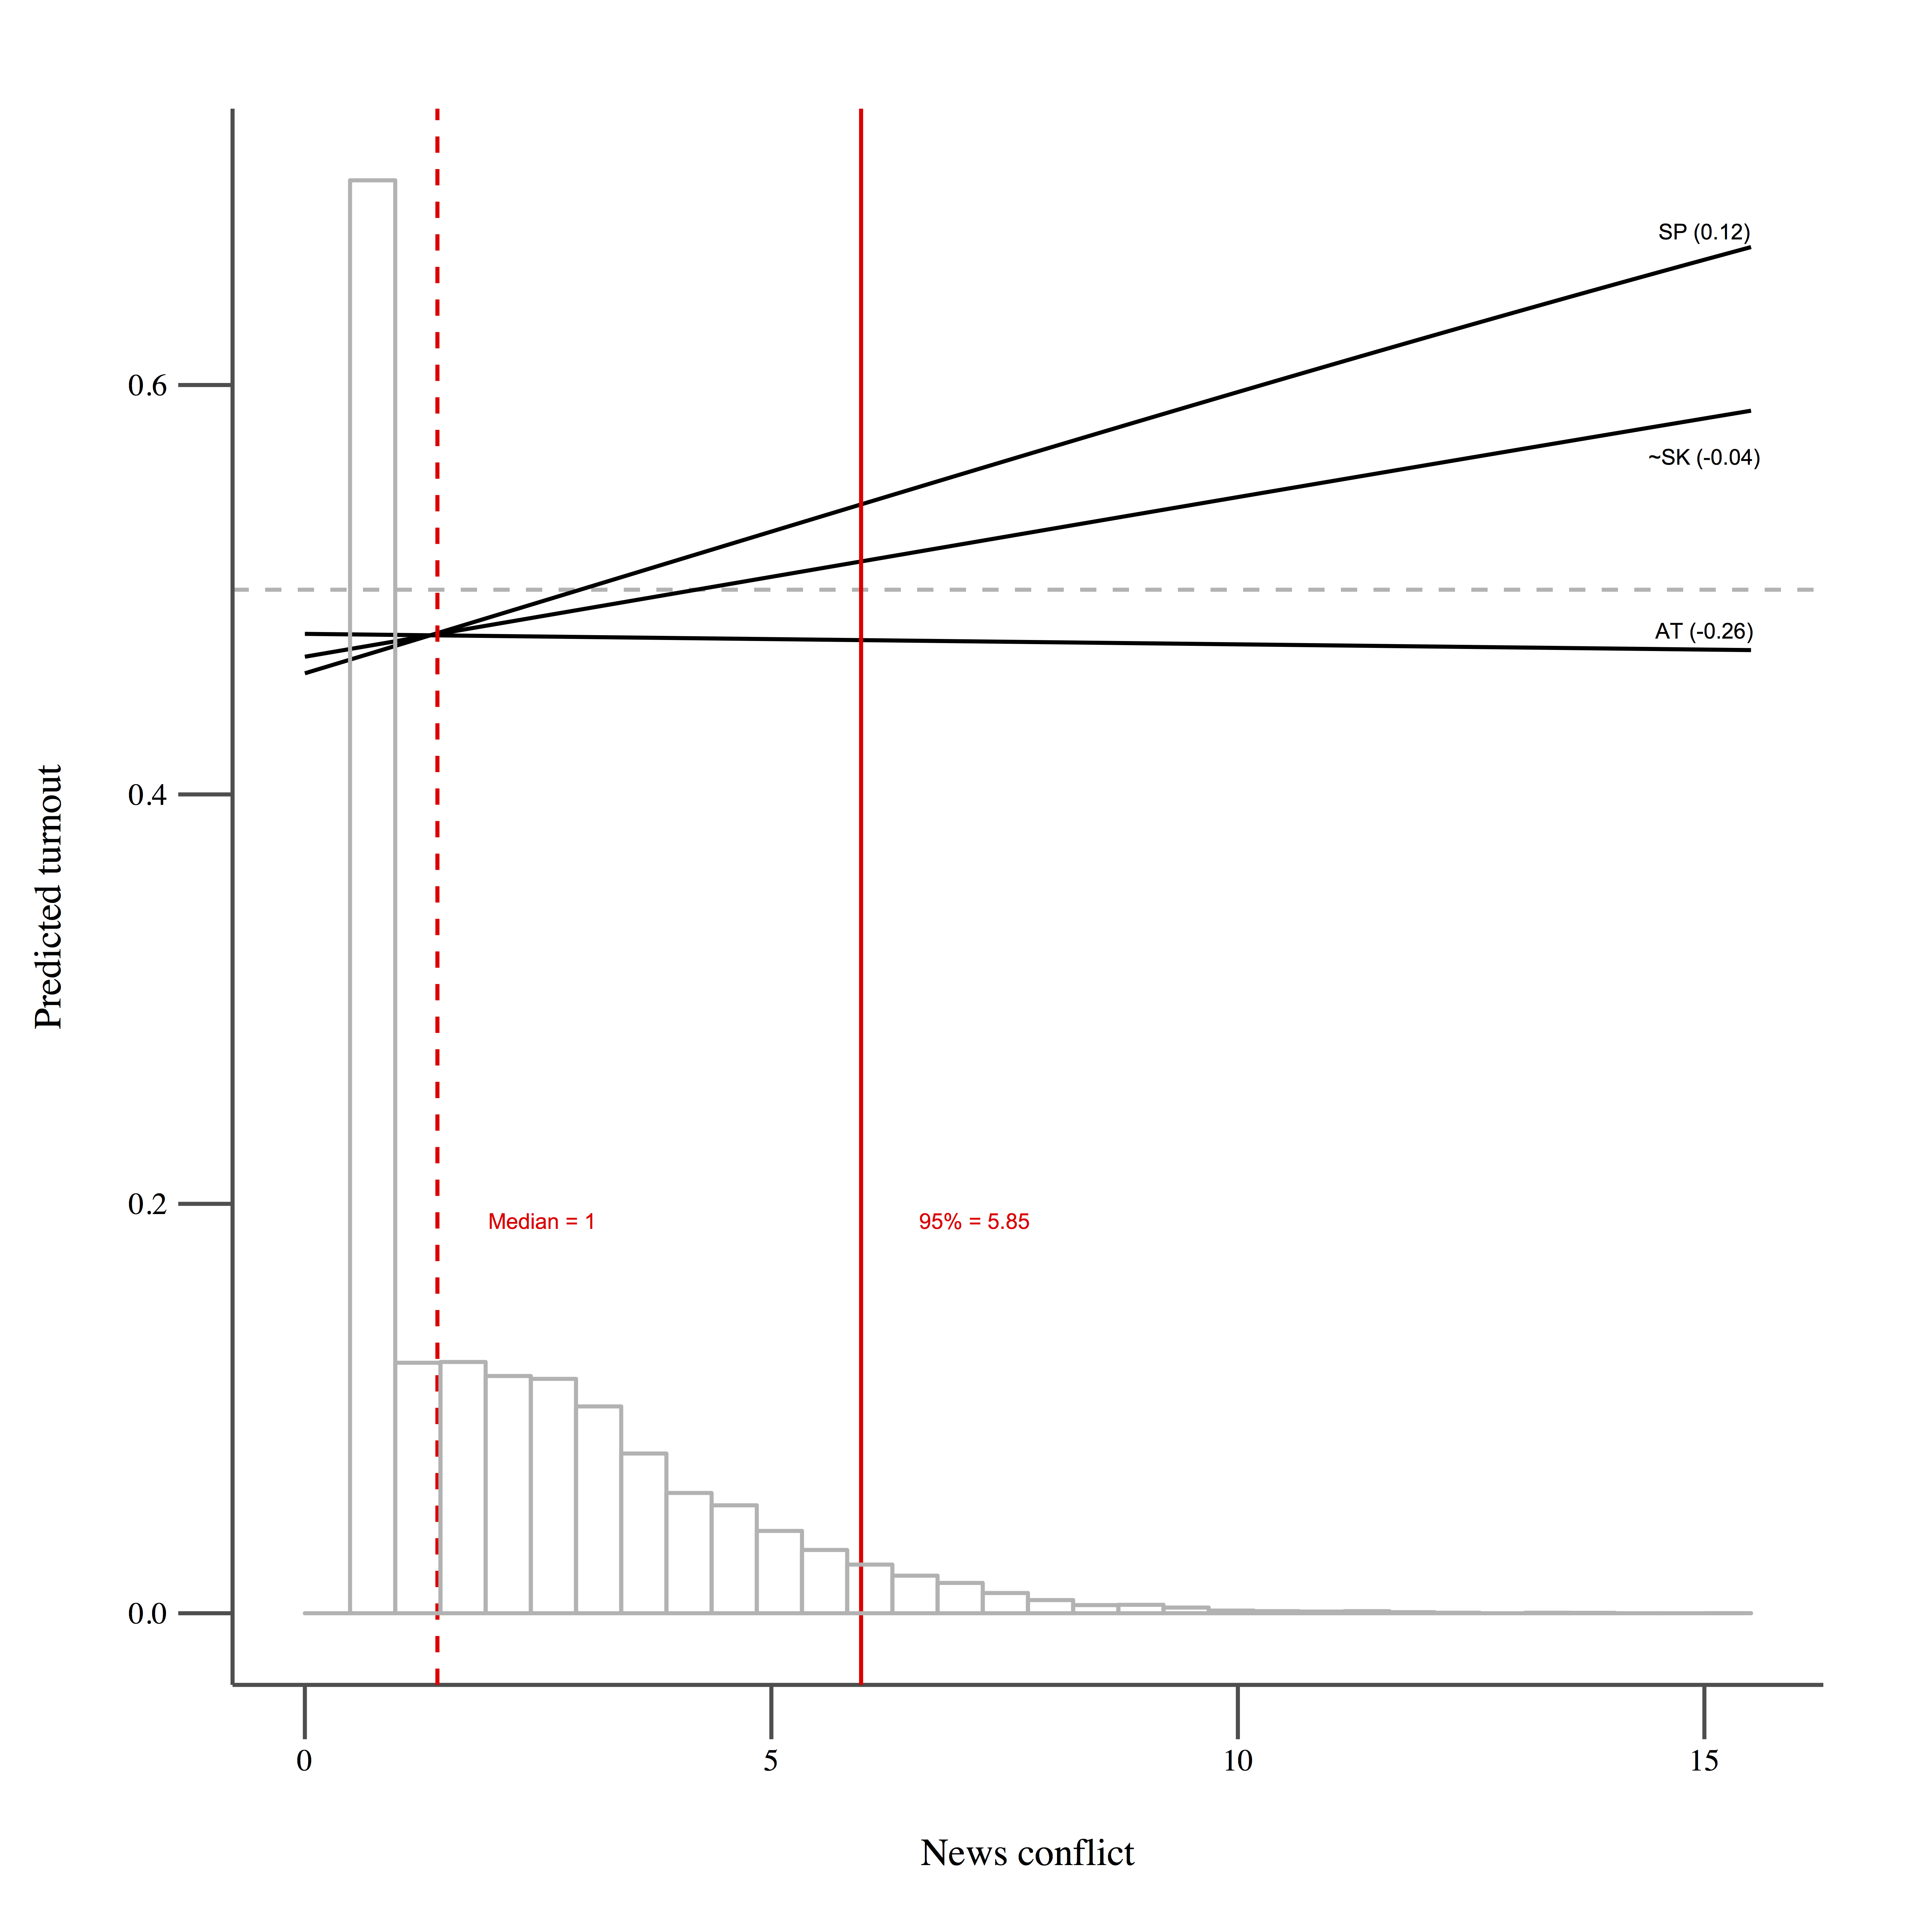 SP (0.12)
0.6
~SK (-0.04)
AT (-0.26)
0.4
Predicted turnout
0.2
Median = 1
95% = 5.85
0.0
0
5
10
15
News conflict